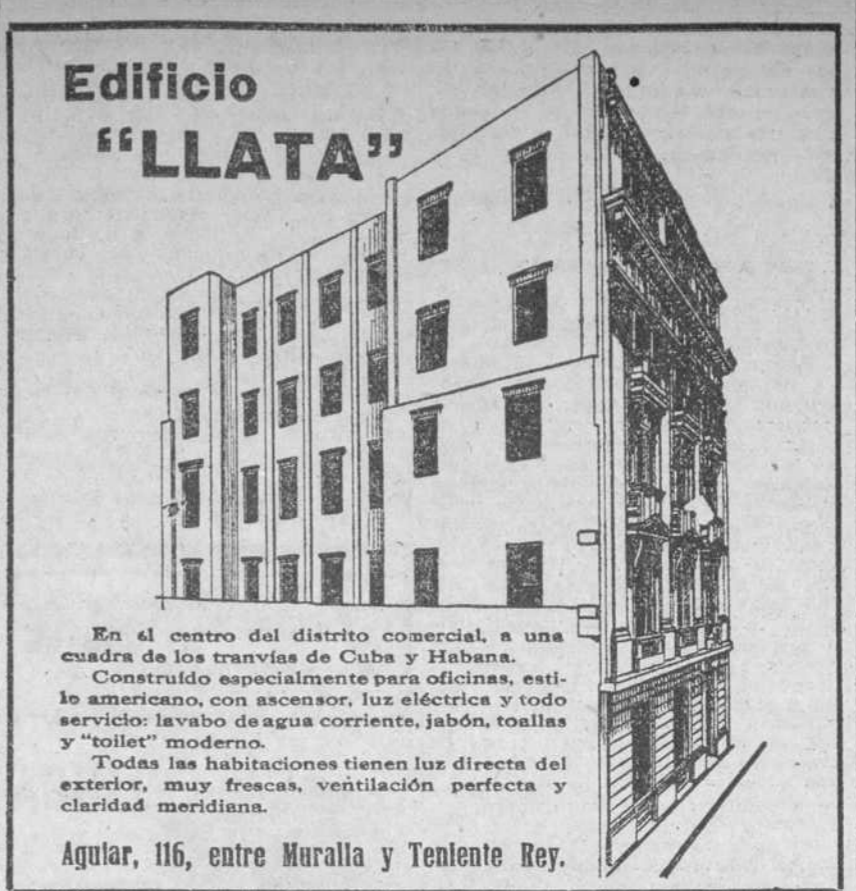 Edificio
“LLATA”
En el centro del distrito comercial, a una
cuadra de los tranvías de Cuba y Habana.
Construído especialmente para oficinas, esti-
lo americano, con ascensor, luz eléctrica y todo
servicio: lavabo de agua corriente, jabón, toallas
y “toilet” moderno.
Todas las habitaciones tienen luz directa del
exterior, muy frescas, ventilación perfecta y
claridad meridiana.
Aguiar, 116, entre Muralla y Teniente Rey.